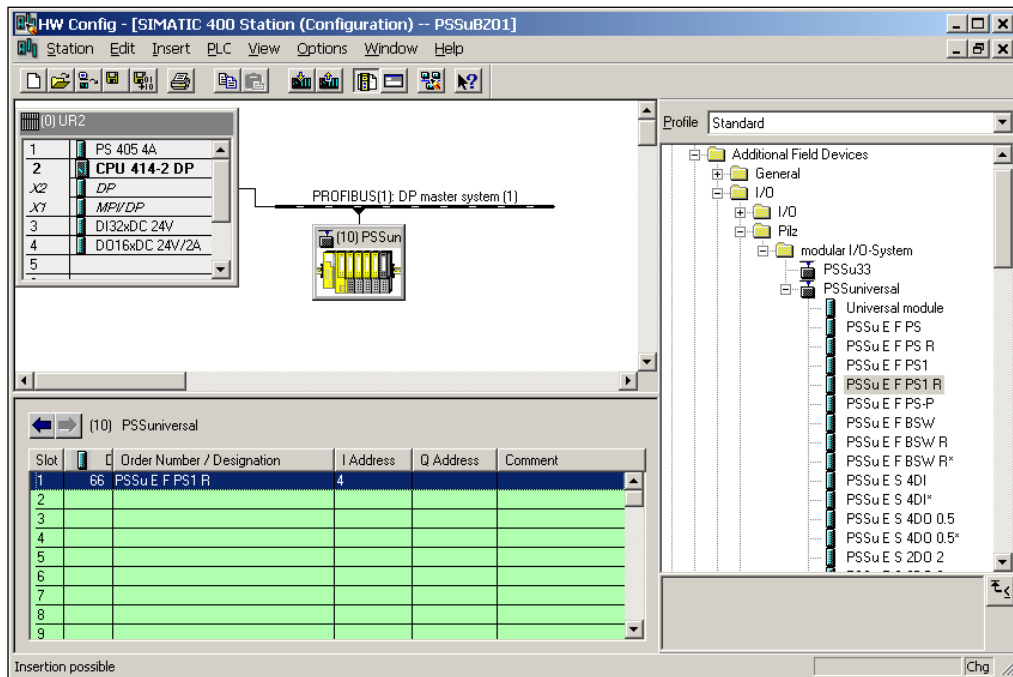 HW Config - [SIMATIC 400 Station (Configuration) -- PSSuBZ01]
Station Edit Insert PLC View Options Window Help
(0) UR2
1 PS 405 4A
2 CPU 414-2 DP
X2 DP
X1 MPI/DP
3 DI32xDC 24V
4 DO16xDC 24V/2A
5
PROFIBUS(1): DP master system (1)
(10) PSSun
Profile Standard
Additional Field Devices
General
I/O
I/O
Pilz
modular I/O-System
PSSu33
PSSuniversal
Universal module
PSSu E F PS
PSSu E F PS R
PSSu E F PS1
PSSu E F PS1 R
PSSu E F PS-P
PSSu E F BSW
PSSu E F BSW R
PSSu E F BSW R*
PSSu E S 4DI
PSSu E S 4DI*
PSSu E S 4DO 0.5
PSSu E S 4DO 0.5*
PSSu E S 2DO 2
(10) PSSuniversal
Slot D Order Number / Designation I Address Q Address Comment
1 66 PSSu E F PS1 R 4
2
3
4
5
6
7
8
9
Insertion possible
Chg